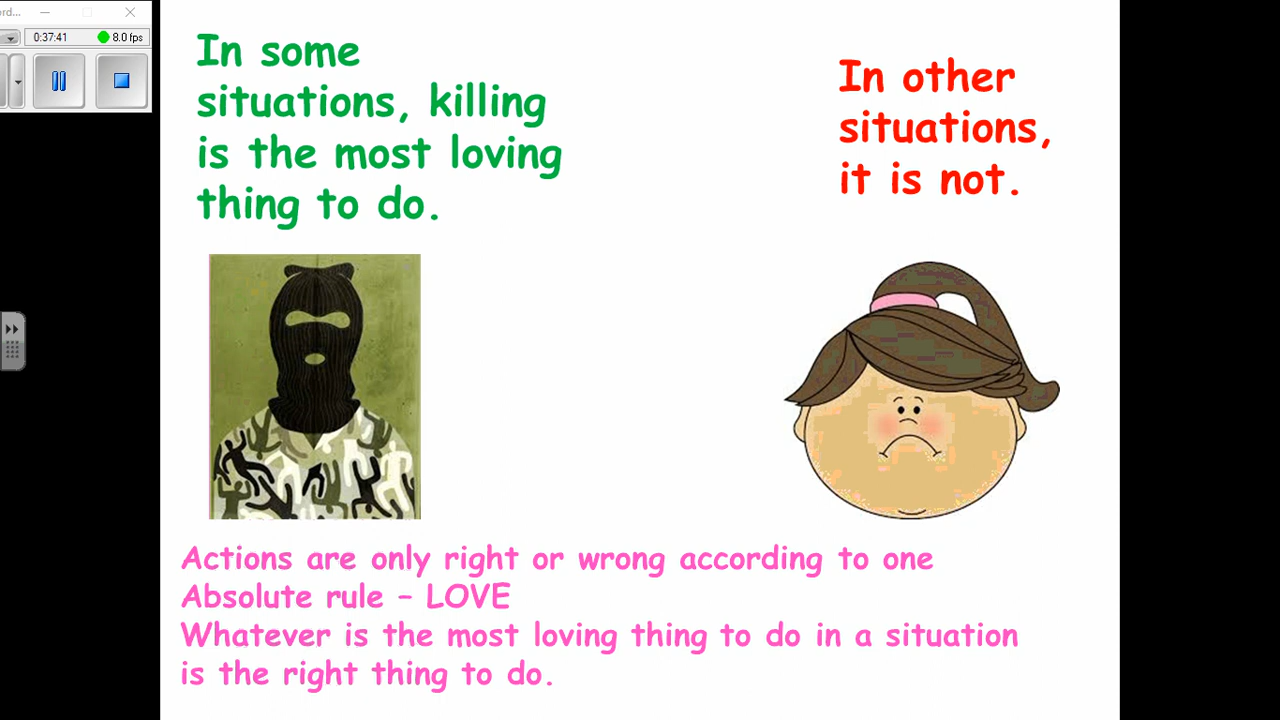 ord...
0:37:41
8.0 fps
In some
situations, killing
is the most loving
thing to do.
In other
situations,
it is not.
Actions are only right or wrong according to one
Absolute rule – LOVE
Whatever is the most loving thing to do in a situation
is the right thing to do.